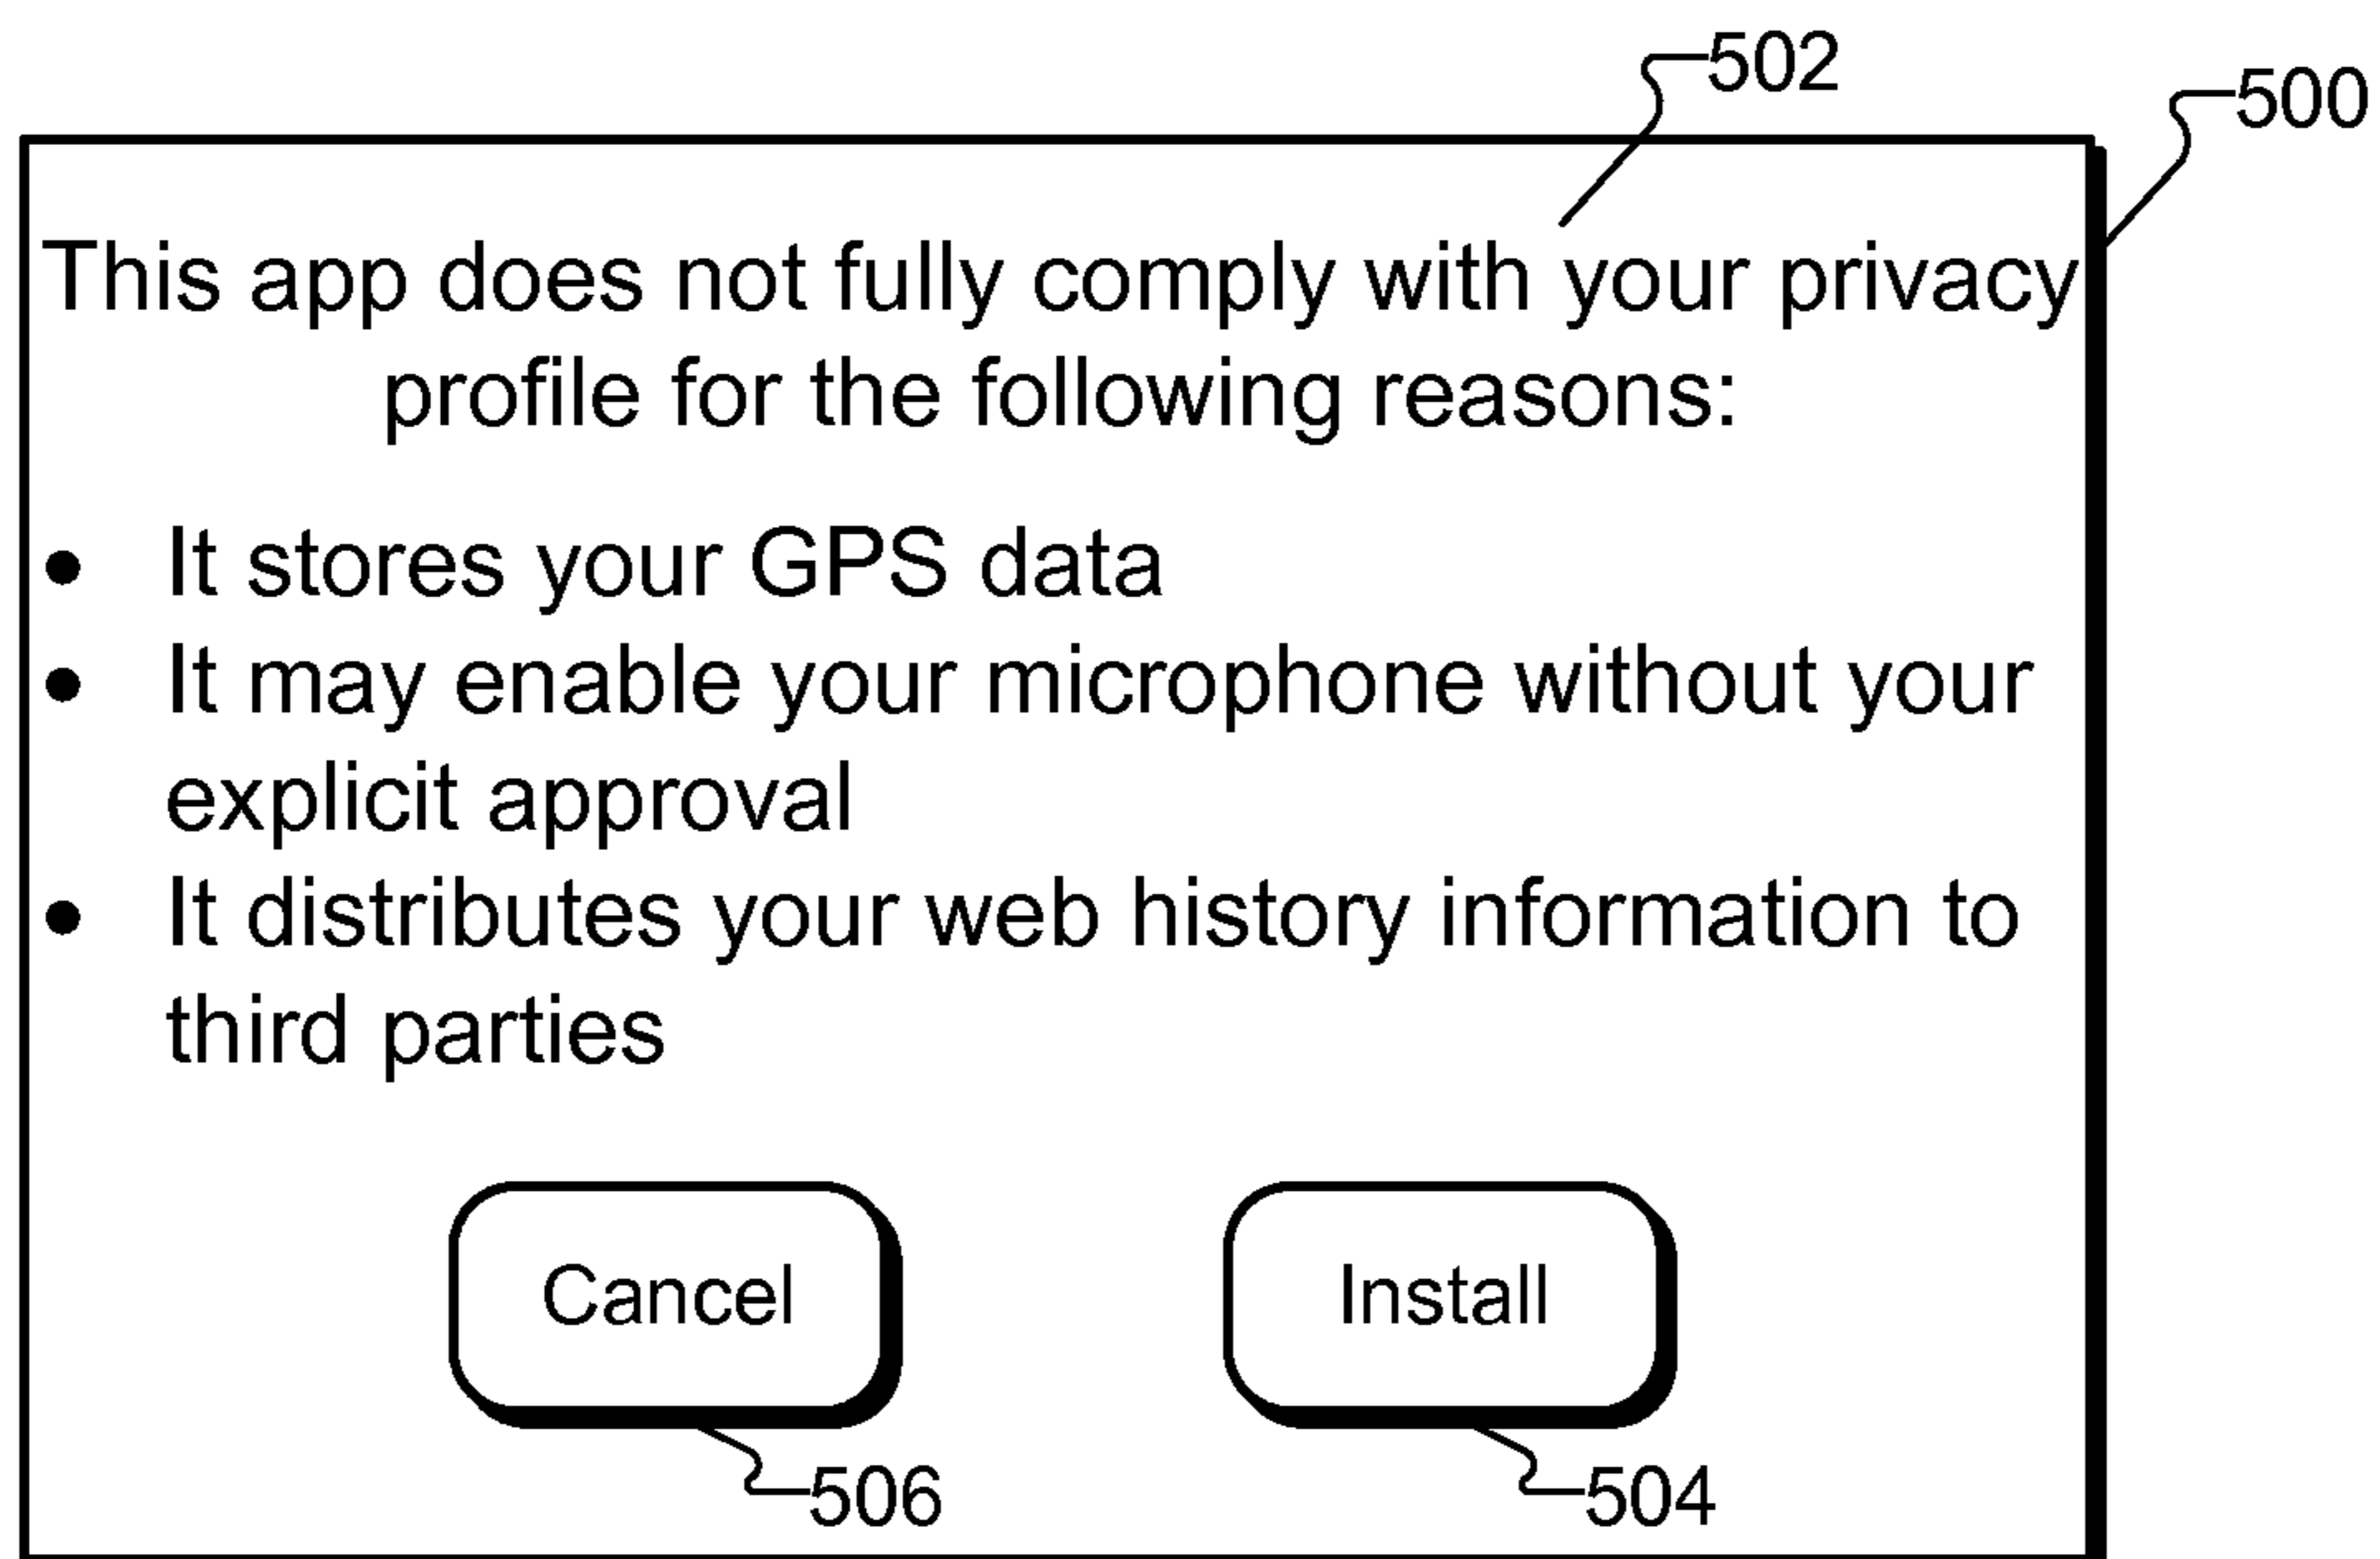 502
500
This app does not fully comply with your privacy
profile for the following reasons:
• It stores your GPS data
• It may enable your microphone without your
explicit approval
• It distributes your web history information to
third parties
Cancel Install
506 504